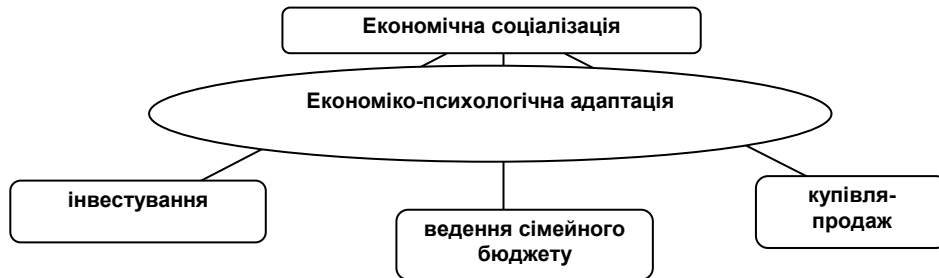 Економічна соціалізація
Економіко-психологічна адаптація
інвестування
ведення сімейного
бюджету
купівля-
продаж